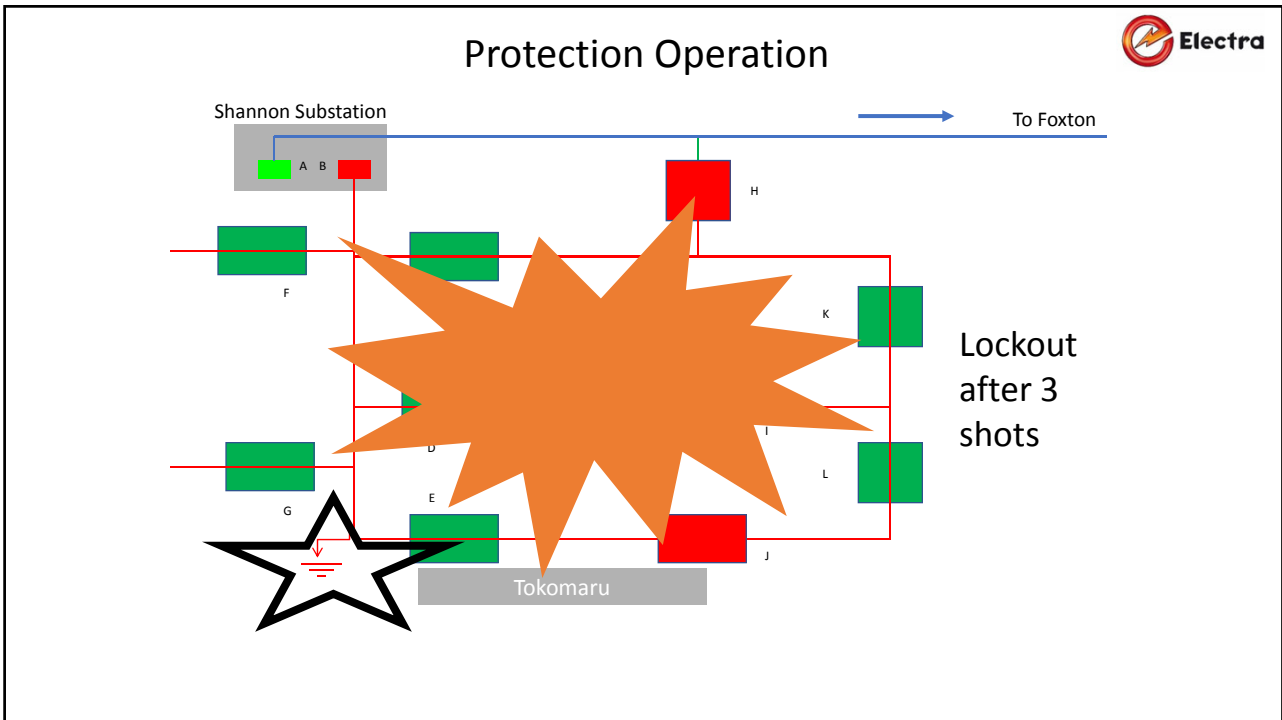 Protection Operation
Electra
Shannon Substation
To Foxton
A B
H
F
K
Lockout
after 3
shots
D
I
L
E
G
J
Tokomaru